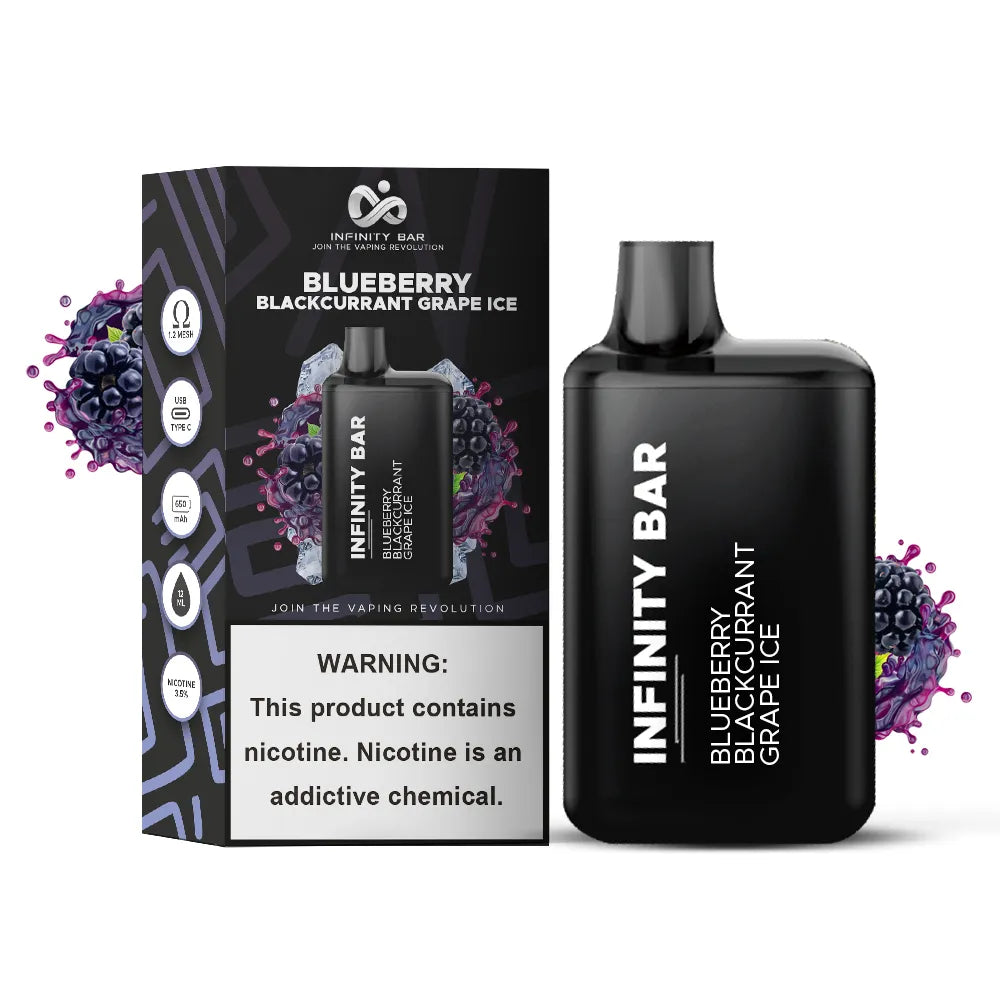 INFINITY BAR
JOIN THE VAPING REVOLUTION
BLUEBERRY
BLACKCURRANT GRAPE ICE
Ω
1.2 MESH
USB
TYPE C
650
mAh
12
ML
NICOTINE
3.5%
INFINITY BAR
BLUEBERRY
BLACKCURRANT
GRAPE ICE
JOIN THE VAPING REVOLUTION
WARNING:
This product contains
nicotine. Nicotine is an
addictive chemical.
INFINITY BAR
BLUEBERRY
BLACKCURRANT
GRAPE ICE